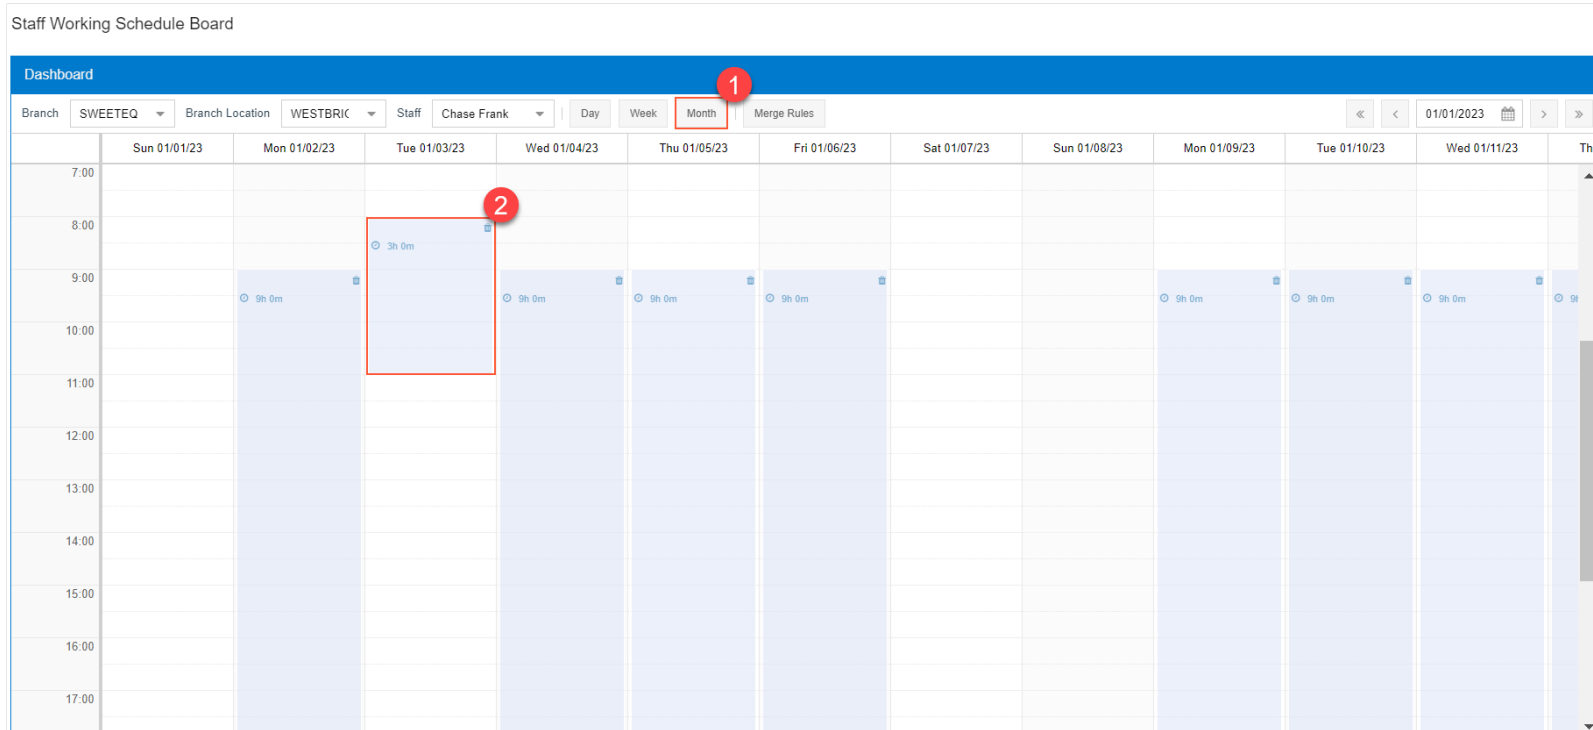 Staff Working Schedule Board
Dashboard
1
Branch SWEETEQ Branch Location WESTBRIC Staff Chase Frank Day Week Month Merge Rules 01/01/2023
Sun 01/01/23 Mon 01/02/23 Tue 01/03/23 Wed 01/04/23 Thu 01/05/23 Fri 01/06/23 Sat 01/07/23 Sun 01/08/23 Mon 01/09/23 Tue 01/10/23 Wed 01/11/23 Th
7:00
2
8:00
3h 0m
9:00
9h 0m 9h 0m 9h 0m 9h 0m 9h 0m 9h 0m 9h 0m 9h
10:00
11:00
12:00
13:00
14:00
15:00
16:00
17:00